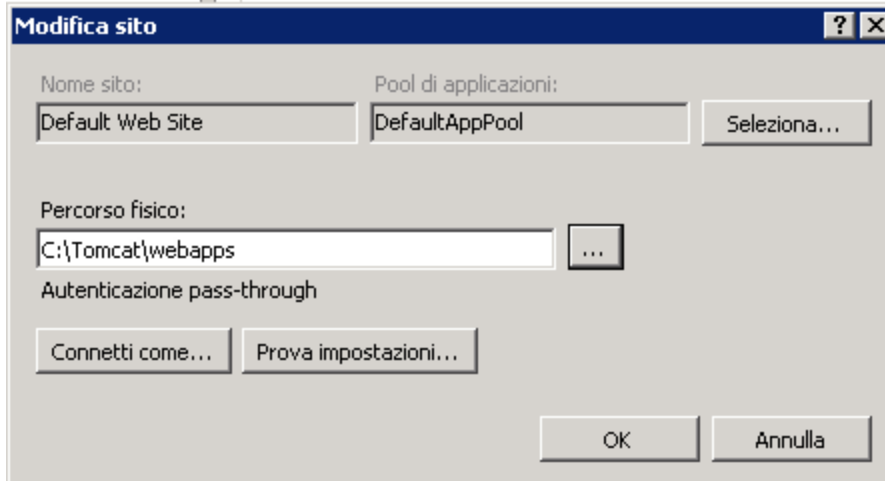 Modifica sito
Nome sito: Pool di applicazioni:
Default Web Site DefaultAppPool Seleziona...
Percorso fisico:
C:\Tomcat\webapps ...
Autenticazione pass-through
Connetti come... Prova impostazioni...
OK Annulla